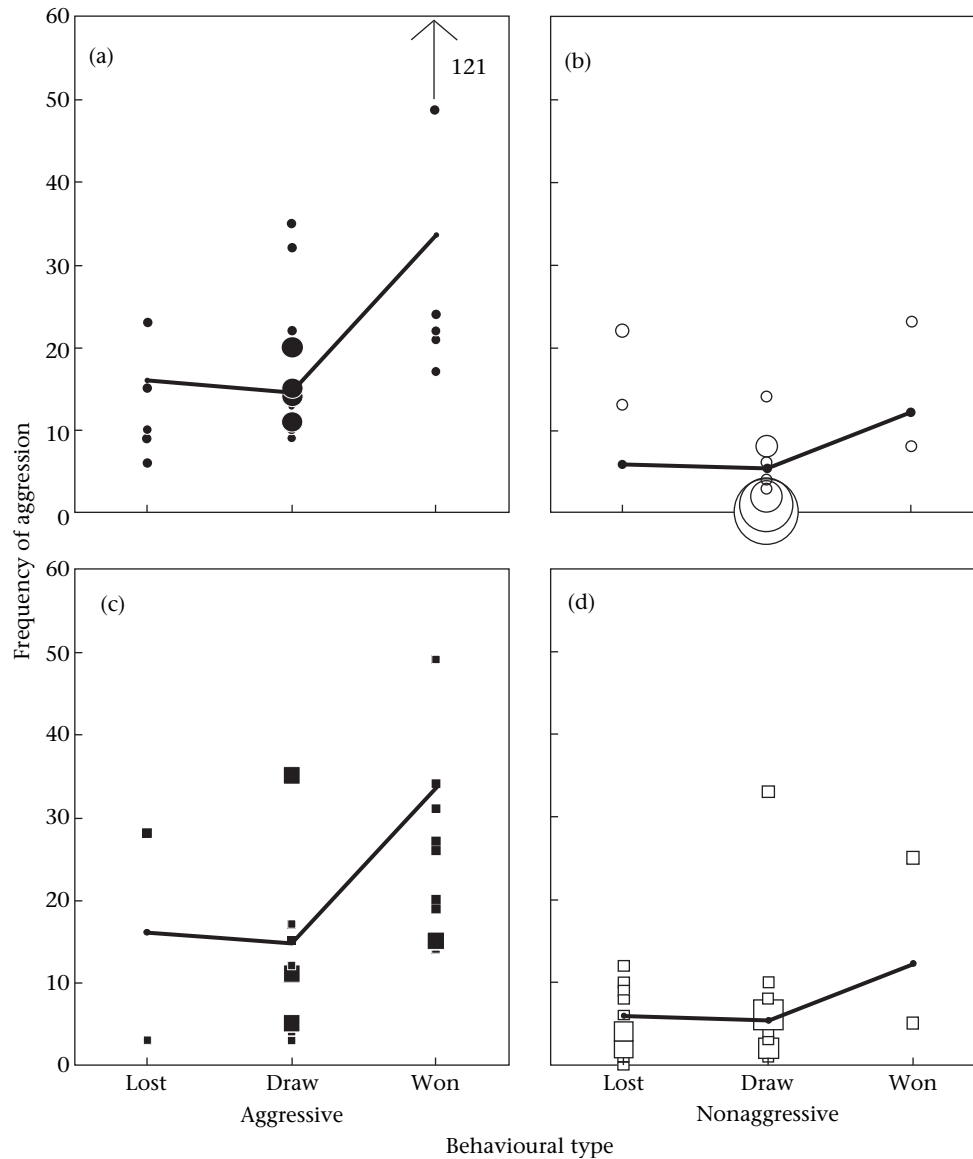 60
(a)
121
(b)
50
40
30
20
10
0
Frequency of aggression
60
(c)
(d)
50
40
30
20
10
0
Lost Draw Won Lost Draw Won
Aggressive Nonaggressive
Behavioural type